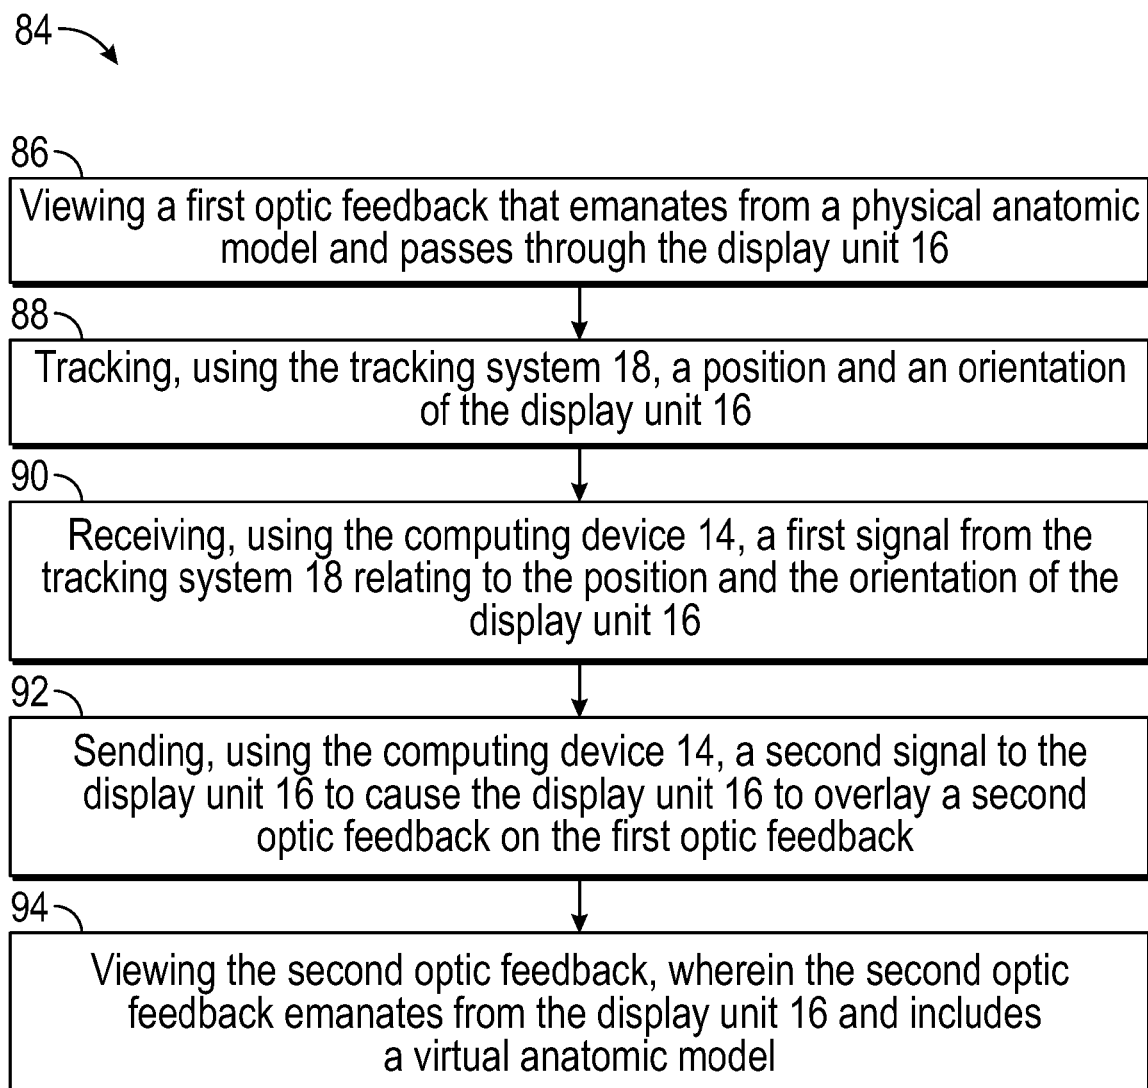 84
86
Viewing a first optic feedback that emanates from a physical anatomic
model and passes through the display unit 16
88
Tracking, using the tracking system 18, a position and an orientation
of the display unit 16
90
Receiving, using the computing device 14, a first signal from the
tracking system 18 relating to the position and the orientation of the
display unit 16
92
Sending, using the computing device 14, a second signal to the
display unit 16 to cause the display unit 16 to overlay a second
optic feedback on the first optic feedback
94
Viewing the second optic feedback, wherein the second optic
feedback emanates from the display unit 16 and includes
a virtual anatomic model